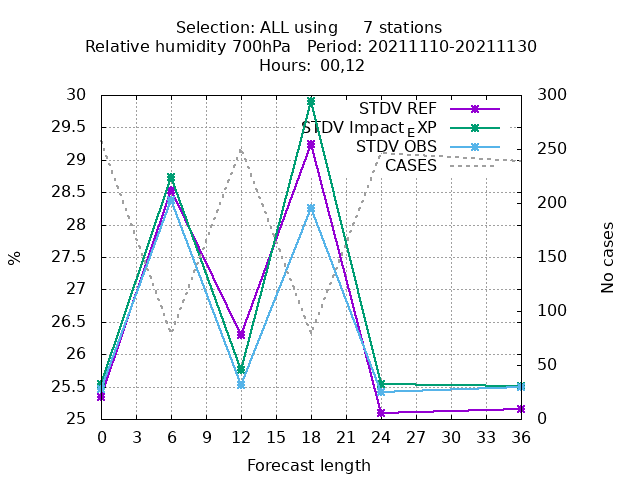 Selection: ALL using 7 stations
Relative humidity 700hPa Period: 20211110-20211130
Hours: 00,12
STDV REF
STDV Impact_EXP
STDV OBS
CASES
30
29.5
29
28.5
28
27.5
27
26.5
26
25.5
25
%
300
250
200
150
100
50
0
No cases
0 3 6 9 12 15 18 21 24 27 30 33 36
Forecast length